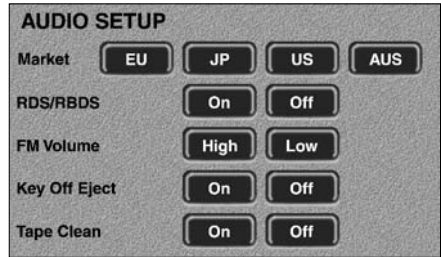 AUDIO SETUP
Market EU JP US AUS
RDS/RBDS On Off
FM Volume High Low
Key Off Eject On Off
Tape Clean On Off